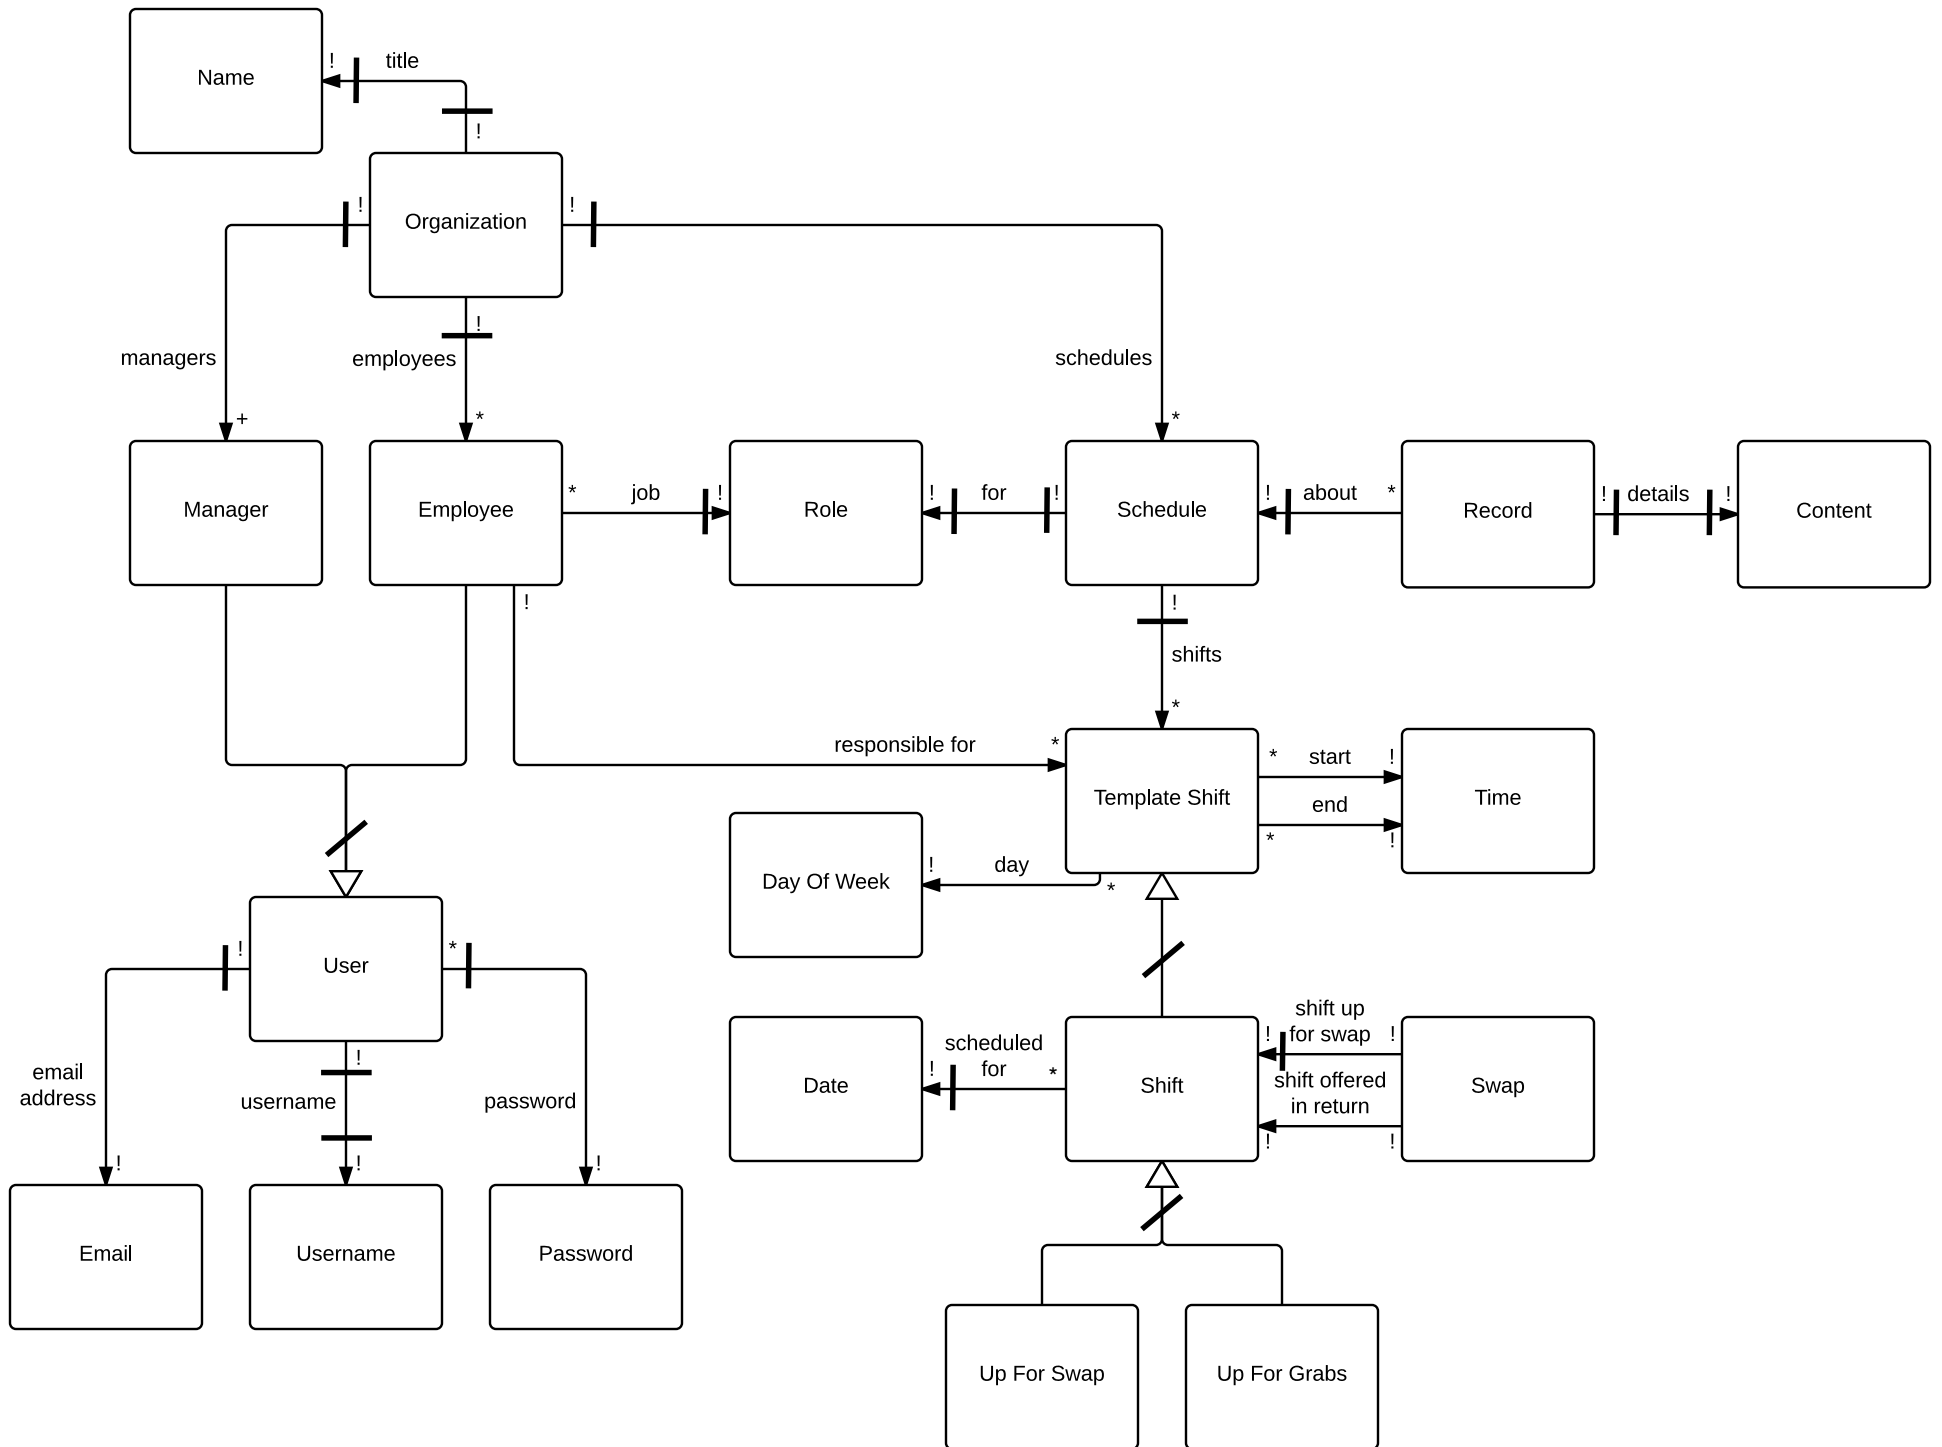 ! title
Name
!
! !
Organization
!
managers employees schedules
+ * *
* job ! ! for ! ! about * ! details !
Manager Employee Role Schedule Record Content
! !
shifts
*
responsible for * * start !
Template Shift Time
end
* !
! day
Day Of Week *
! *
User
shift up
! for swap !
scheduled
for
! *
Date Shift Swap
shift offered
in return
! !
!
email
address
username password
! ! !
Email Username Password
Up For Swap Up For Grabs